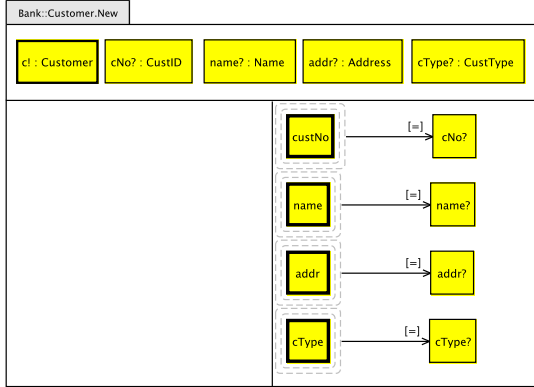 Bank::Customer.New
c! : Customer
cNo? : CustID
name? : Name
addr? : Address
cType? : CustType
custNo
[=]
cNo?
name
[=]
name?
addr
[=]
addr?
cType
[=]
cType?